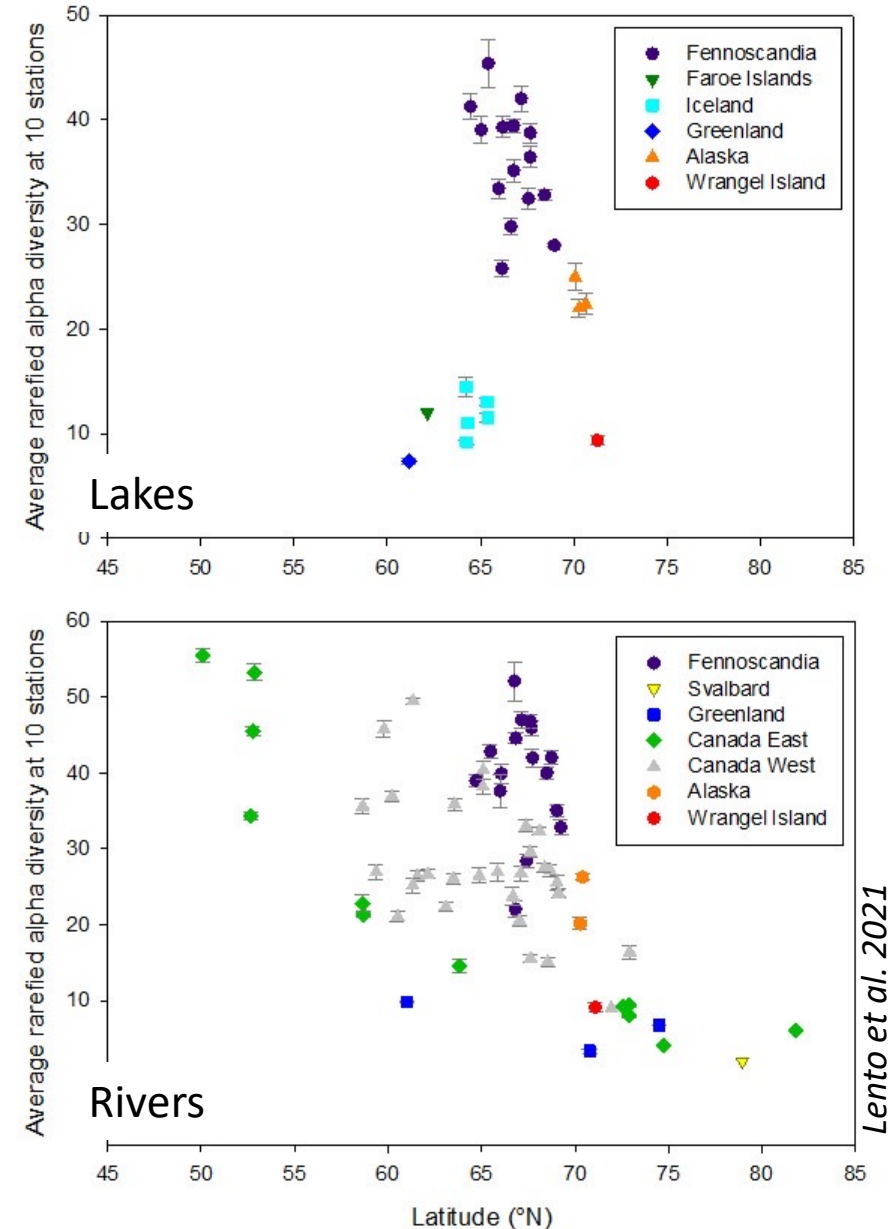 Average rarefied alpha diversity at 10 stations
50
40
30
20
10
0
Fennoscandia
Faroe Islands
Iceland
Greenland
Alaska
Wrangel Island
Lakes
45 50 55 60 65 70 75 80 85
Average rarefied alpha diversity at 10 stations
60
50
40
30
20
10
Fennoscandia
Svalbard
Greenland
Canada East
Canada West
Alaska
Wrangel Island
Rivers
45 50 55 60 65 70 75 80 85
Latitude (°N)
Lento et al. 2021